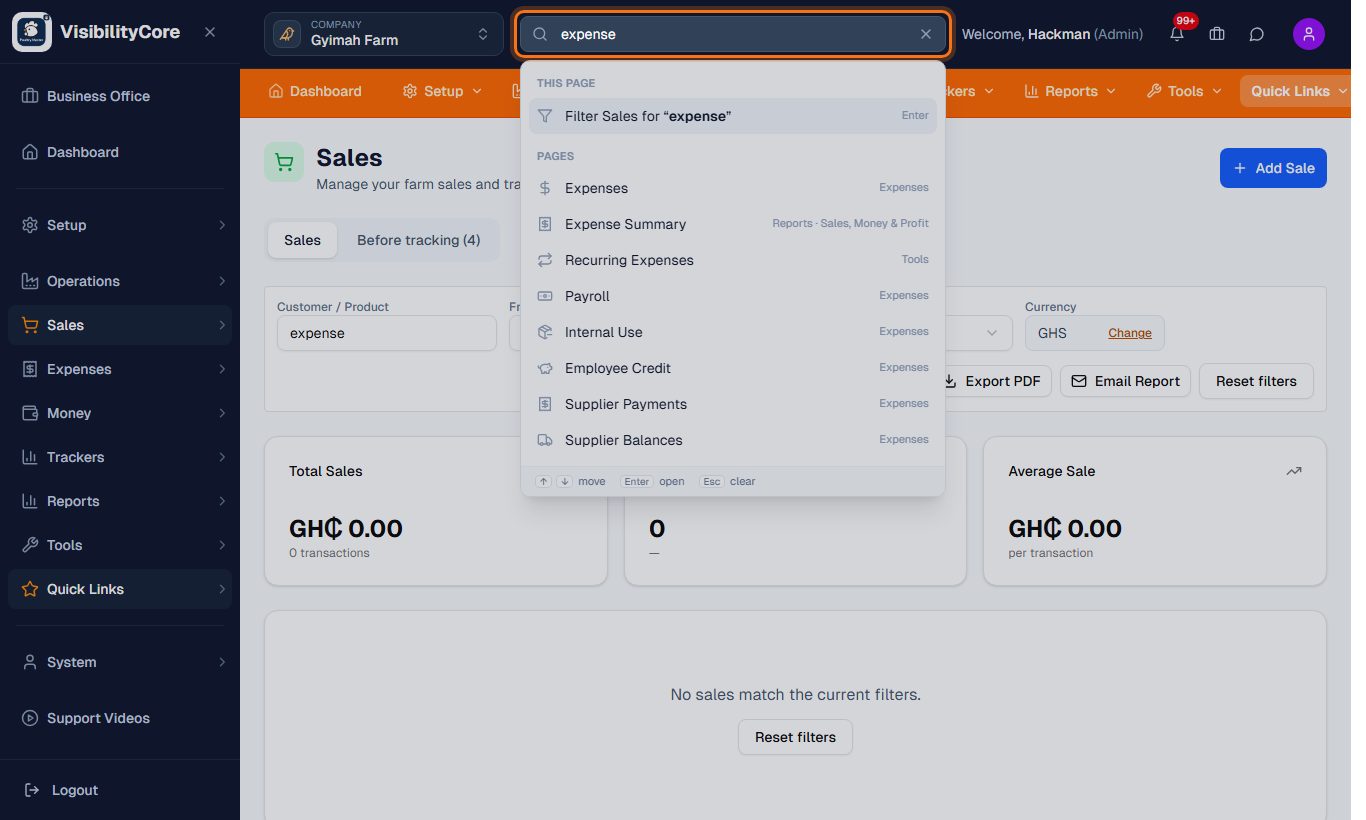 VisibilityCore
COMPANY
Gyimah Farm
expense
Welcome, Hackman (Admin)
99+
Business Office
Dashboard
Setup
Operations
Sales
Expenses
Money
Trackers
Reports
Tools
Quick Links
System
Support Videos
Logout
Dashboard
Setup
kers
Reports
Tools
Quick Links
THIS PAGE
Filter Sales for “expense”
Enter
PAGES
Expenses
Expenses
Expense Summary
Reports · Sales, Money & Profit
Recurring Expenses
Tools
Payroll
Expenses
Internal Use
Expenses
Employee Credit
Expenses
Supplier Payments
Expenses
Supplier Balances
Expenses
↑ ↓ move Enter open Esc clear
Sales
Manage your farm sales and tra
Add Sale
Sales
Before tracking (4)
Customer / Product
Fr
Currency
expense
GHS
Change
Export PDF
Email Report
Reset filters
Total Sales
GH₵ 0.00
0 transactions
0
—
Average Sale
GH₵ 0.00
per transaction
No sales match the current filters.
Reset filters